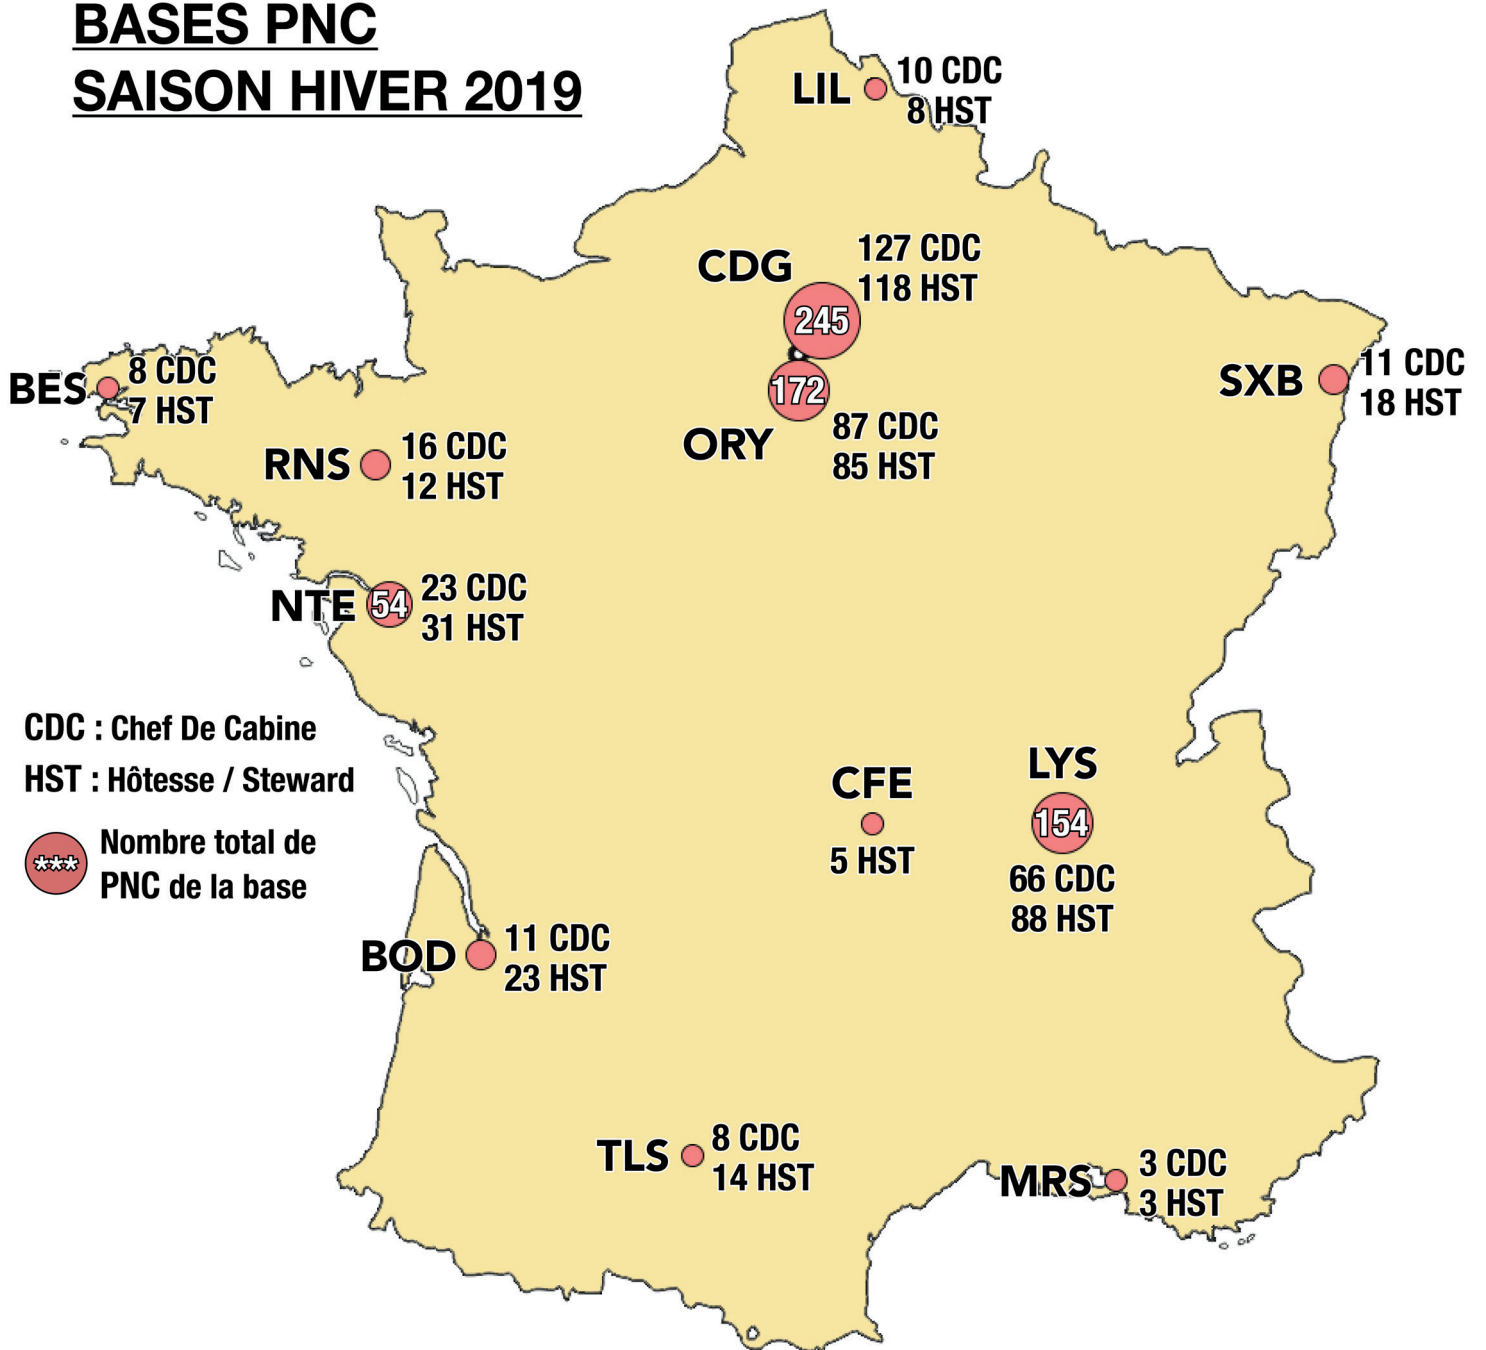 BASES PNC
SAISON HIVER 2019
LIL
10 CDC
8 HST
CDG
127 CDC
118 HST
245
172
ORY
87 CDC
85 HST
SXB
11 CDC
18 HST
BES
8 CDC
7 HST
RNS
16 CDC
12 HST
NTE
54
23 CDC
31 HST
CDC : Chef De Cabine
HST : Hôtesse / Steward
***
Nombre total de
PNC de la base
CFE
5 HST
LYS
154
66 CDC
88 HST
BOD
11 CDC
23 HST
TLS
8 CDC
14 HST
MRS
3 CDC
3 HST